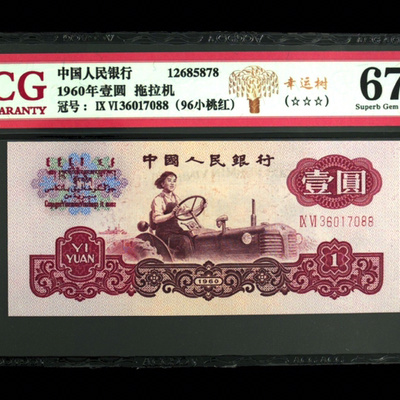 CG
ARANTY
中国人民银行 12685878
1960年壹圆 拖拉机
冠号： IX VI 36017088 （96小桃红）
幸运树
（☆☆☆）
67
Superb Gem
中國人民銀行
壹圓
IX VI 36017088
YI
YUAN
1960
1